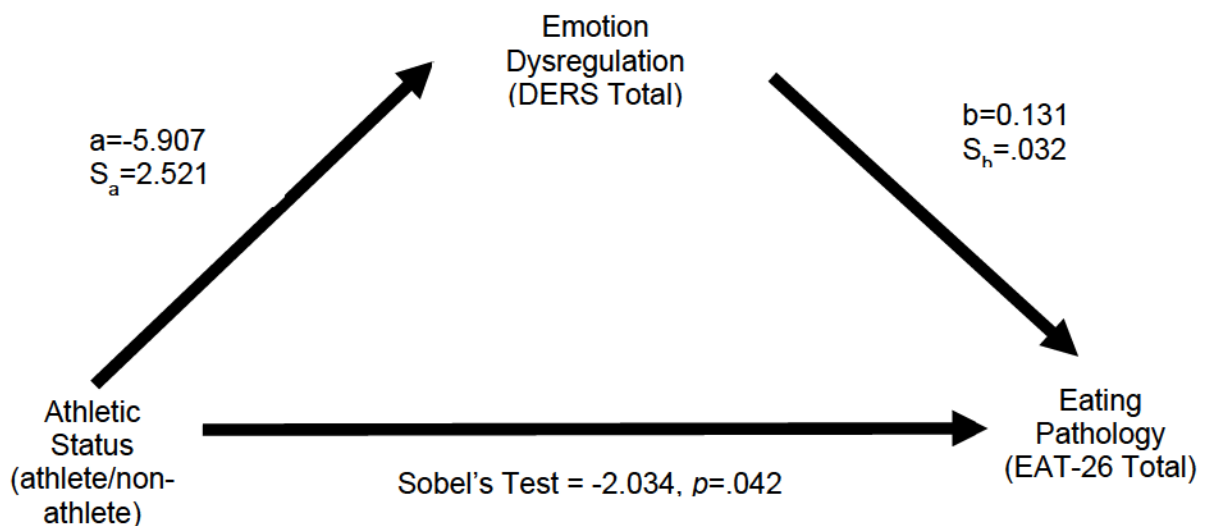 Emotion
Dysregulation
(DERS Total)
a=-5.907
Sa=2.521
b=0.131
Sb=.032
Athletic
Status
(athlete/non-
athlete)
Eating
Pathology
(EAT-26 Total)
Sobel's Test = -2.034, p=.042